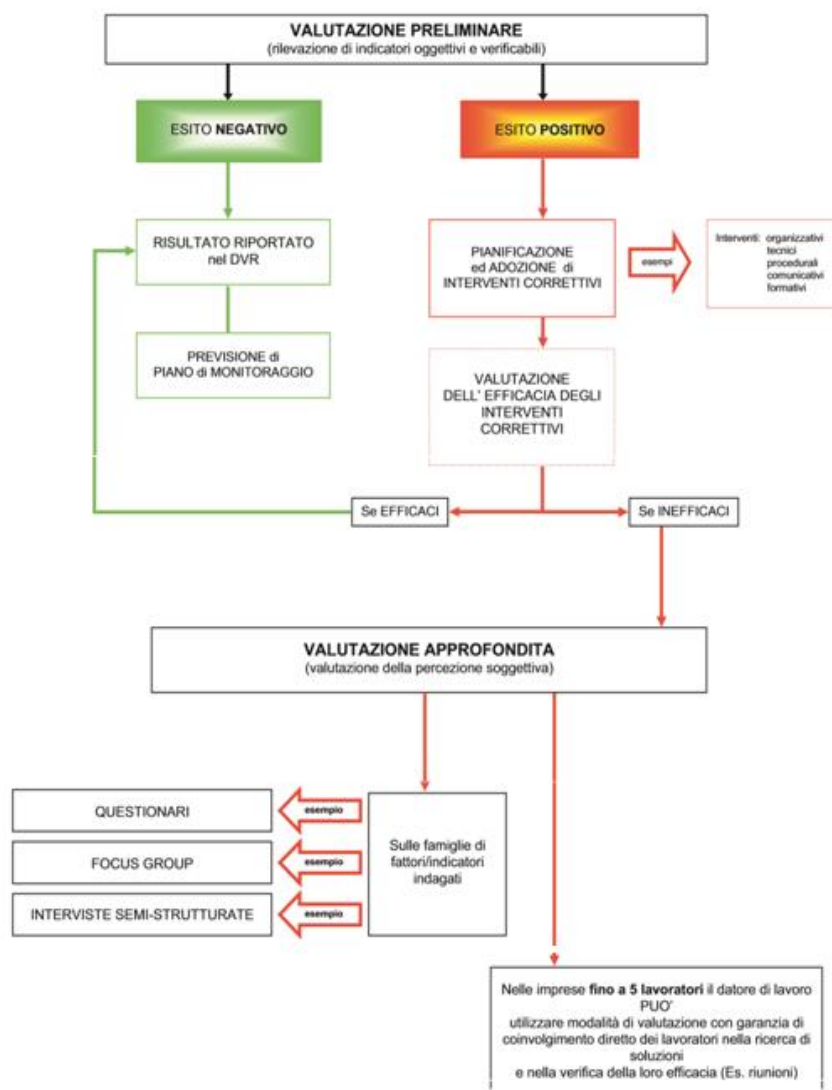 VALUTAZIONE PRELIMINARE
(rilevazione di indicatori oggettivi e verificabili)
ESITO NEGATIVO
ESITO POSITIVO
RISULTATO RIPORTATO
nel DVR
PIANIFICAZIONE
ed ADOZIONE di
INTERVENTI CORRETTIVI
esempi
Interventi: organizzativi
tecnici
procedurali
comunicativi
formativi
PREVISIONE di
PIANO di MONITORAGGIO
VALUTAZIONE
DELL' EFFICACIA DEGLI
INTERVENTI
CORRETTIVI
Se EFFICACI
Se INEFFICACI
VALUTAZIONE APPROFONDITA
(valutazione della percezione soggettiva)
QUESTIONARI
esempio
FOCUS GROUP
esempio
INTERVISTE SEMI-STRUTTURATE
esempio
Sulle famiglie di
fattori/indicatori
indagati
Nelle imprese fino a 5 lavoratori il datore di lavoro
PUO'
utilizzare modalità di valutazione con garanzia di
coinvolgimento diretto dei lavoratori nella ricerca di
soluzioni
e nella verifica della loro efficacia (Es. riunioni)